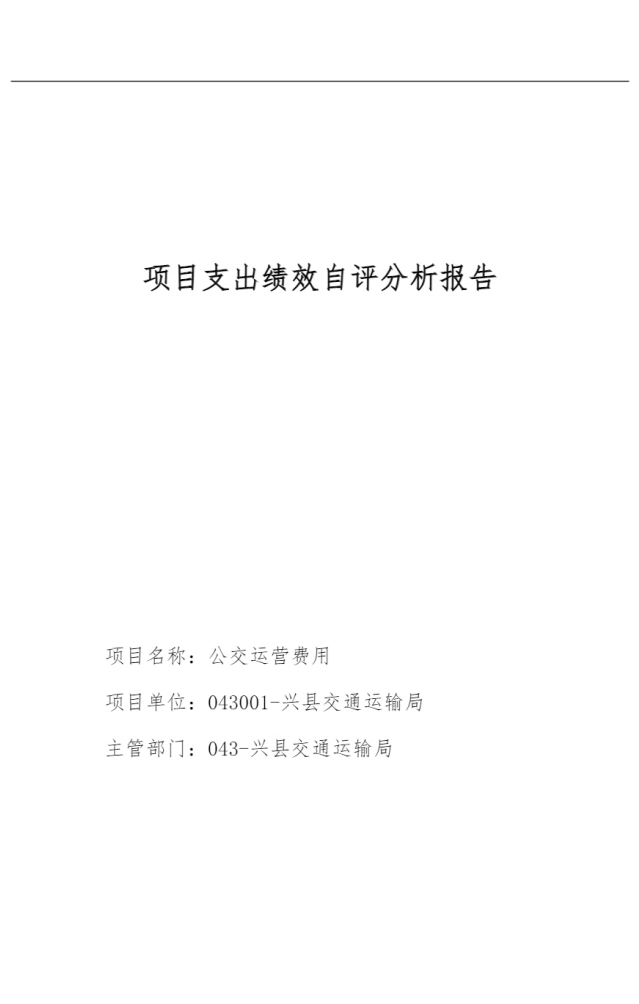 项目支出绩效自评分析报告
项目名称：公交运营费用
项目单位：043001-兴县交通运输局
主管部门：043-兴县交通运输局